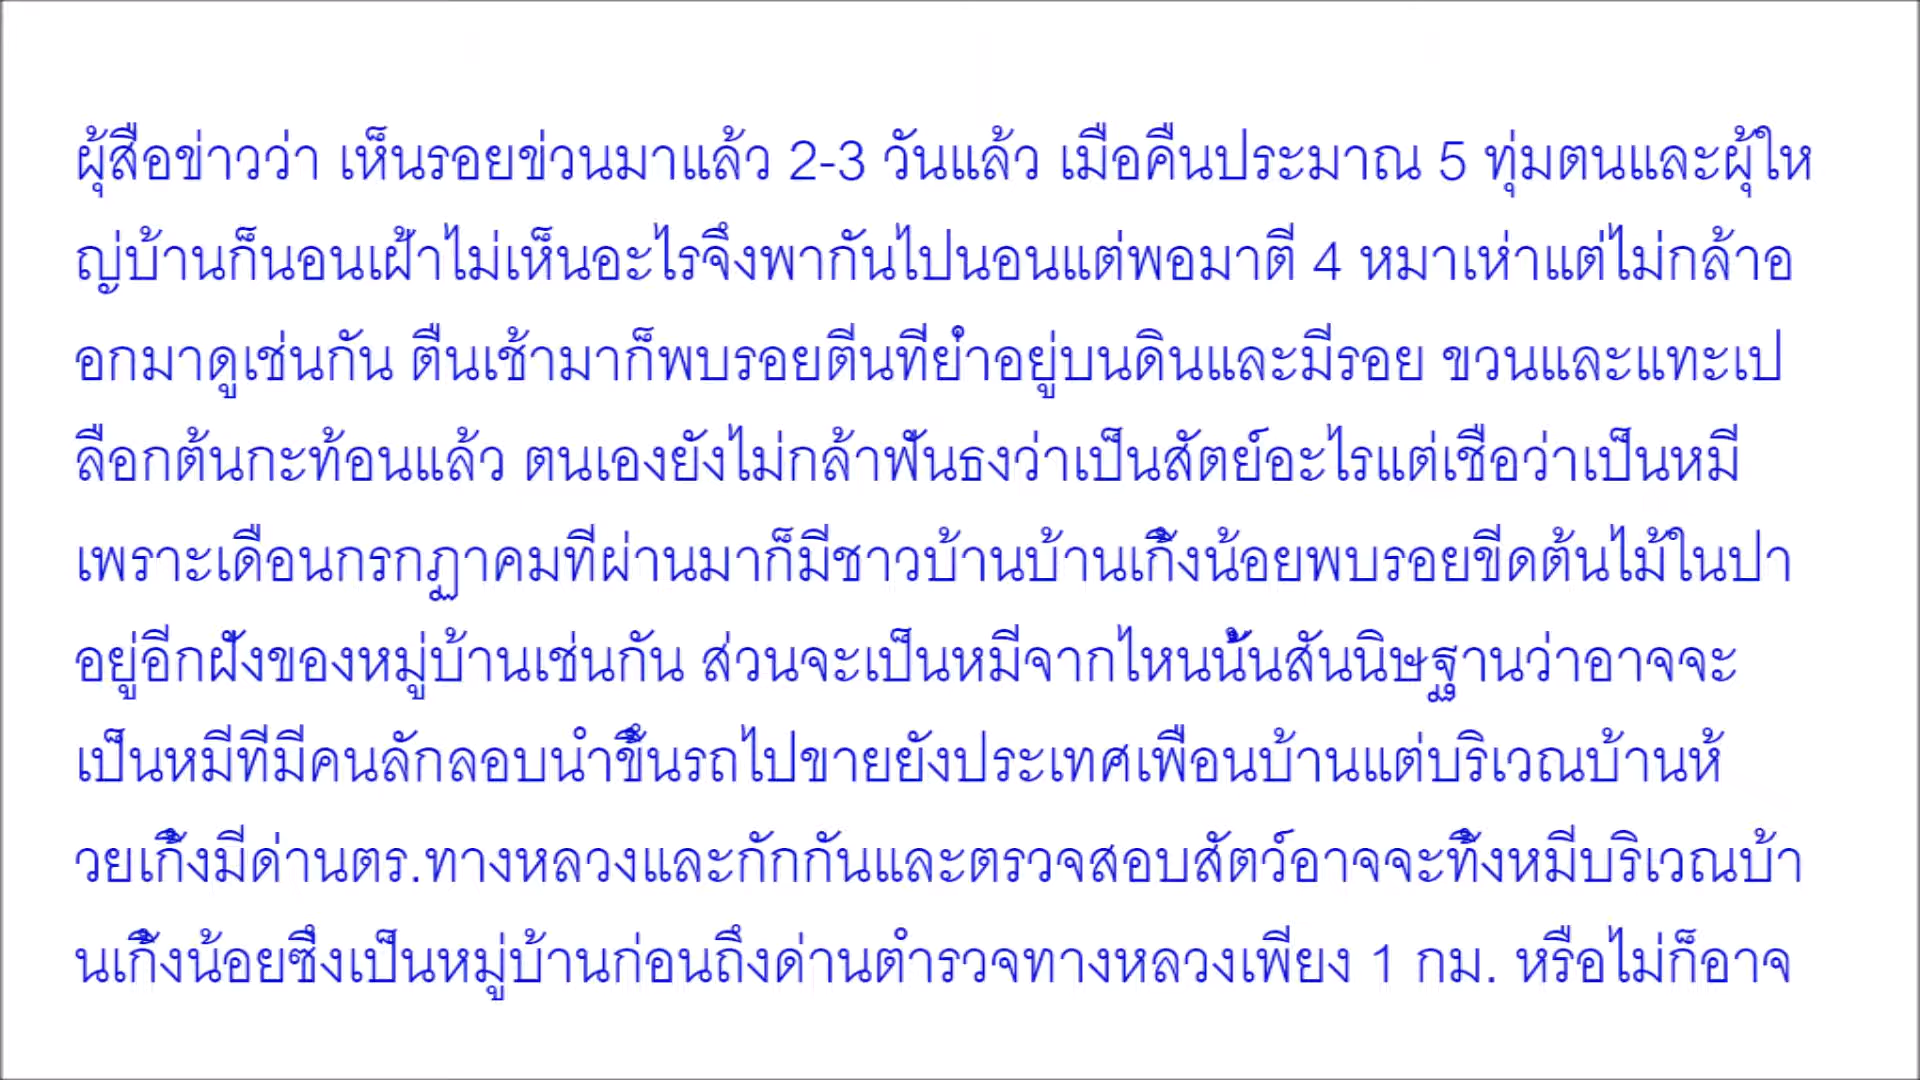 ผู้สื่อข่าวว่า เห็นรอยข่วนมาแล้ว 2-3 วันแล้ว เมื่อคืนประมาณ 5 ทุ่มตนและผู้ให
ญ่บ้านก็นอนเฝ้าไม่เห็นอะไรจึงพากันไปนอนแต่พอมาตี 4 หมาเห่าแต่ไม่กล้าอ
อกมาดูเช่นกัน ตื่นเช้ามาก็พบรอยตีนที่ย่ำอยู่บนดินและมีรอย ขวนและแทะเป
ลือกต้นกะท้อนแล้ว ตนเองยังไม่กล้าฟันธงว่าเป็นสัตย์อะไรแต่เชื่อว่าเป็นหมี
เพราะเดือนกรกฏาคมที่ผ่านมาก็มีชาวบ้านบ้านเกิ้งน้อยพบรอยขีดต้นไม้ในป่า
อยู่อีกฝั่งของหมู่บ้านเช่นกัน ส่วนจะเป็นหมีจากไหนนั้นสันนิษฐานว่าอาจจะ
เป็นหมีที่มีคนลักลอบนำขึ้นรถไปขายยังประเทศเพื่อนบ้านแต่บริเวณบ้านห้
วยเกิ้งมีด่านตร.ทางหลวงและกักกันและตรวจสอบสัตว์อาจจะทิ้งหมีบริเวณบ้า
นเกิ้งน้อยซึ่งเป็นหมู่บ้านก่อนถึงด่านตำรวจทางหลวงเพียง 1 กม. หรือไม่ก็อาจ